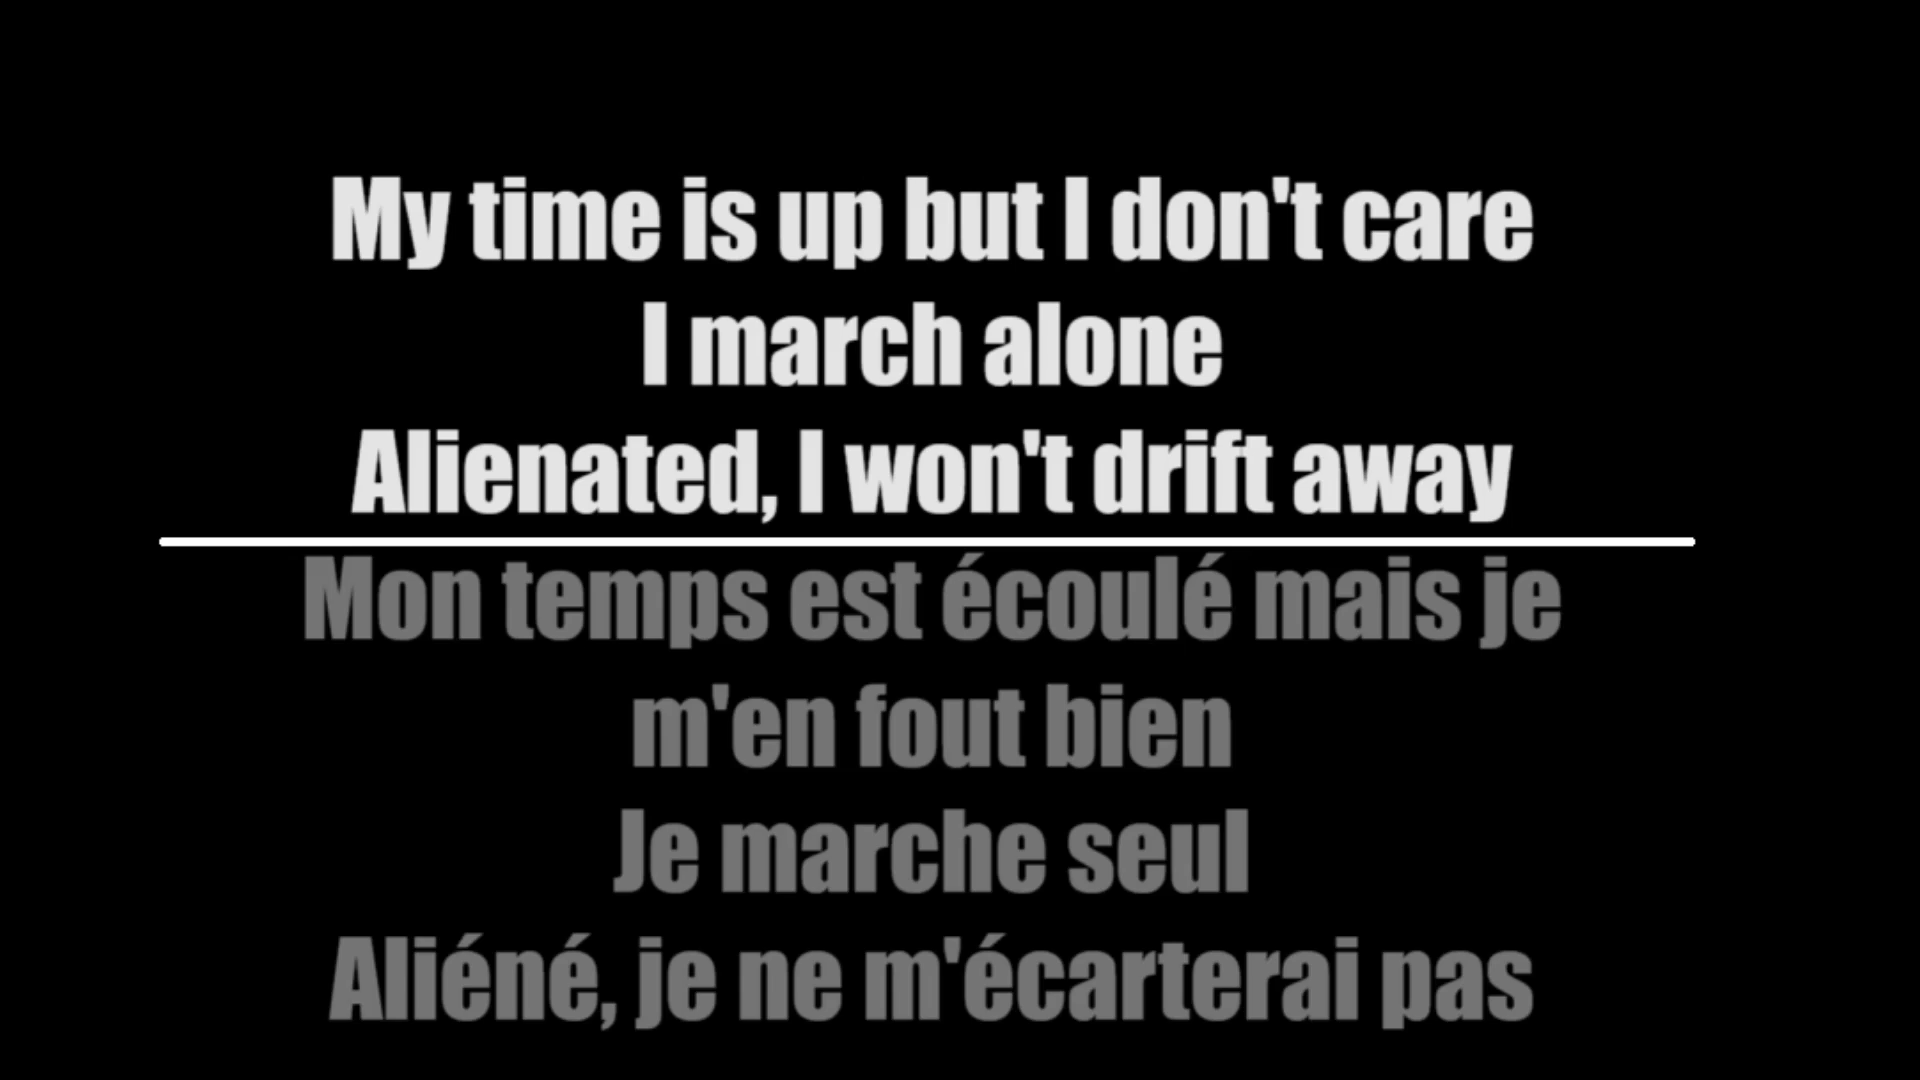 My time is up but I don't care
I march alone
Alienated, I won't drift away
Mon temps est écoulé mais je
m'en fout bien
Je marche seul
Aliéné, je ne m'écarterai pas